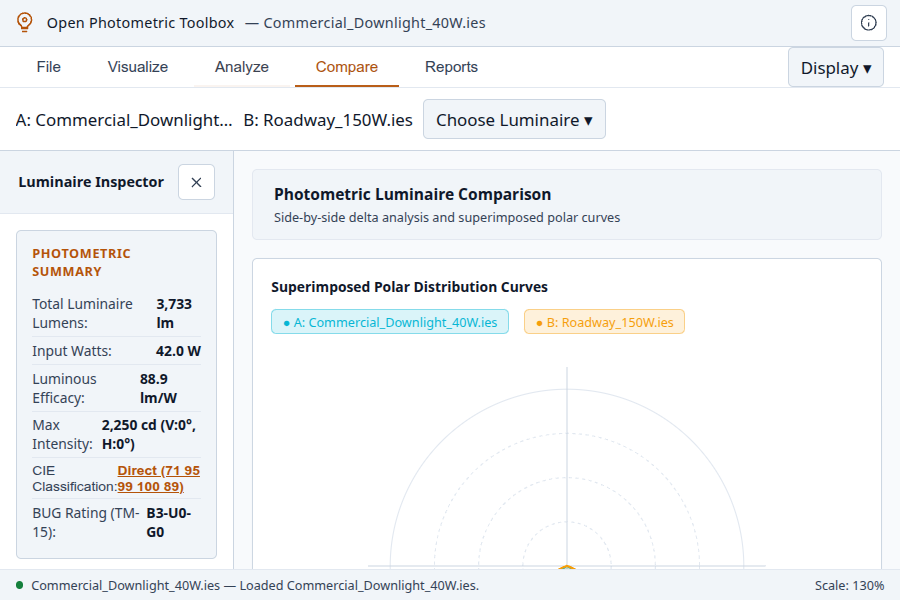 Open Photometric Toolbox — Commercial_Downlight_40W.ies
File Visualize Analyze Compare Reports Display ▾
A: Commercial_Downlight... B: Roadway_150W.ies Choose Luminaire ▾
Luminaire Inspector
PHOTOMETRIC
SUMMARY
Total Luminaire 3,733
Lumens: lm
Input Watts: 42.0 W
Luminous 88.9
Efficacy: lm/W
Max 2,250 cd (V:0°,
Intensity: H:0°)
CIE Direct (71 95
Classification: 99 100 89)
BUG Rating (TM- B3-U0-
15): G0
Photometric Luminaire Comparison
Side-by-side delta analysis and superimposed polar curves
Superimposed Polar Distribution Curves
● A: Commercial_Downlight_40W.ies ● B: Roadway_150W.ies
Commercial_Downlight_40W.ies — Loaded Commercial_Downlight_40W.ies. Scale: 130%